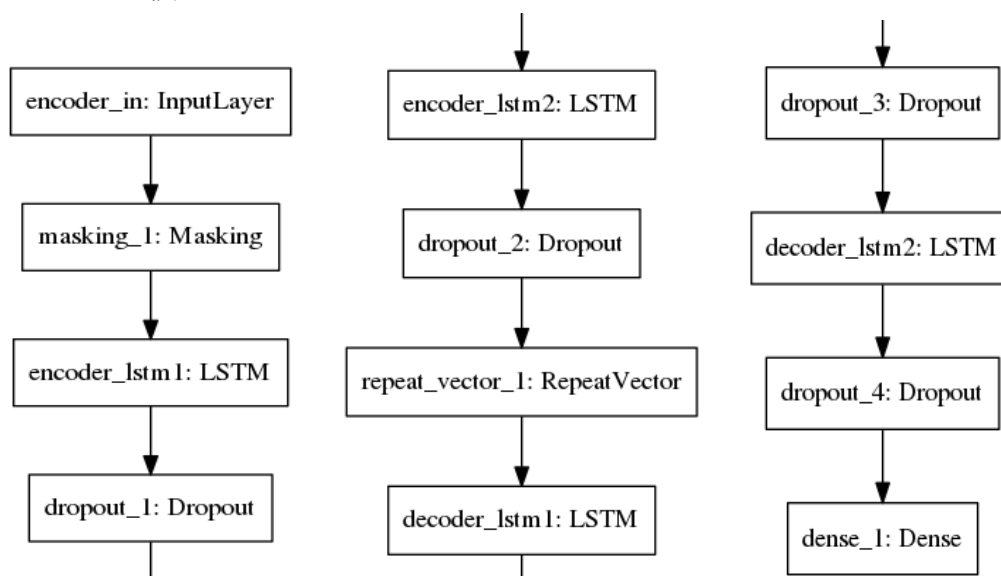 encoder_in: InputLayer
masking_1: Masking
encoder_lstm1: LSTM
dropout_1: Dropout
encoder_lstm2: LSTM
dropout_2: Dropout
repeat_vector_1: RepeatVector
decoder_lstm1: LSTM
dropout_3: Dropout
decoder_lstm2: LSTM
dropout_4: Dropout
dense_1: Dense